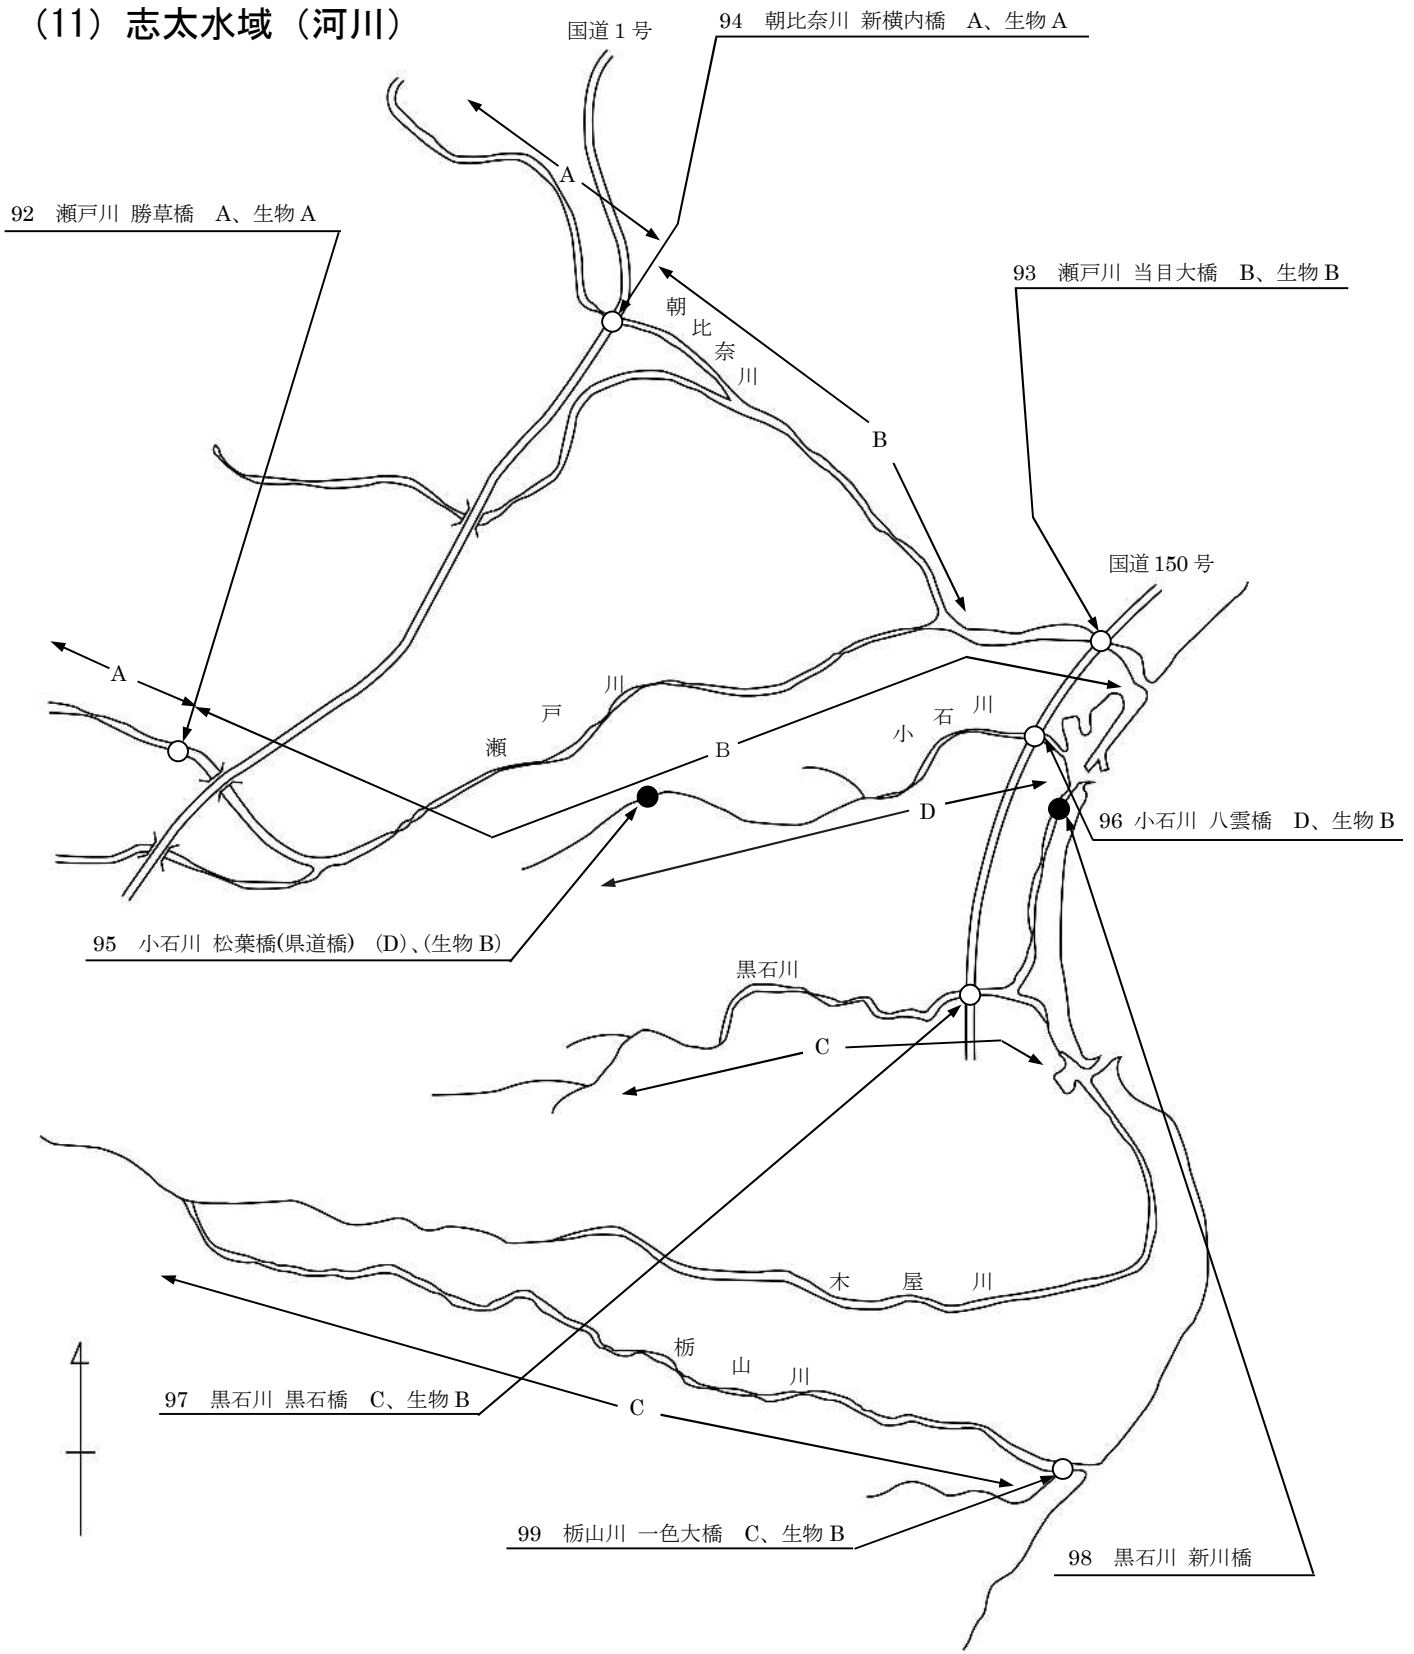 (11) 志太水域（河川）
国道 1 号
94 朝比奈川 新横内橋 A、生物 A
A
92 瀬戸川 勝草橋 A、生物 A
93 瀬戸川 当目大橋 B、生物 B
朝比奈川
B
国道 150 号
A
瀬戸川
小石川
B
D
96 小石川 八雲橋 D、生物 B
95 小石川 松葉橋(県道橋) (D)、(生物 B)
黒石川
C
木屋川
栃山川
97 黒石川 黒石橋 C、生物 B
C
99 栃山川 一色大橋 C、生物 B
98 黒石川 新川橋